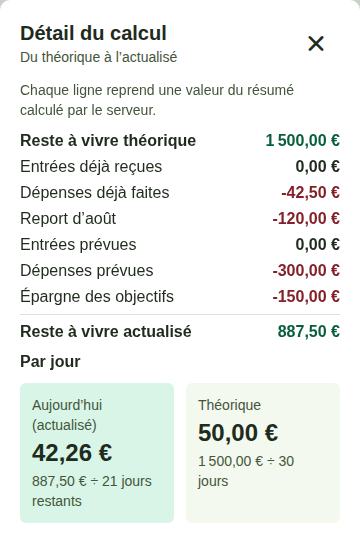 Détail du calcul
Du théorique à l’actualisé
Chaque ligne reprend une valeur du résumé
calculé par le serveur.
Reste à vivre théorique 1 500,00 €
Entrées déjà reçues 0,00 €
Dépenses déjà faites -42,50 €
Report d’août -120,00 €
Entrées prévues 0,00 €
Dépenses prévues -300,00 €
Épargne des objectifs -150,00 €
Reste à vivre actualisé 887,50 €
Par jour
Aujourd’hui
(actualisé)
42,26 €
887,50 € ÷ 21 jours
restants
Théorique
50,00 €
1 500,00 € ÷ 30
jours